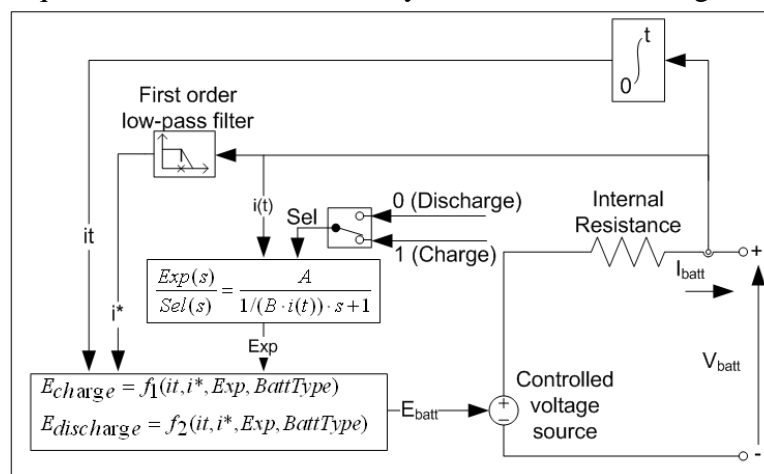 t
∫
0
First order
low-pass filter
it
i*
i(t)
Sel
0 (Discharge)
1 (Charge)
Internal
Resistance
+
I_batt
Exp(s)/Sel(s) = A/(1/(B·i(t))·s+1)
Exp
E_charge = f_1(it,i*,Exp,BattType)
E_discharge = f_2(it,i*,Exp,BattType)
E_batt
Controlled
voltage
source
+
−
V_batt
-